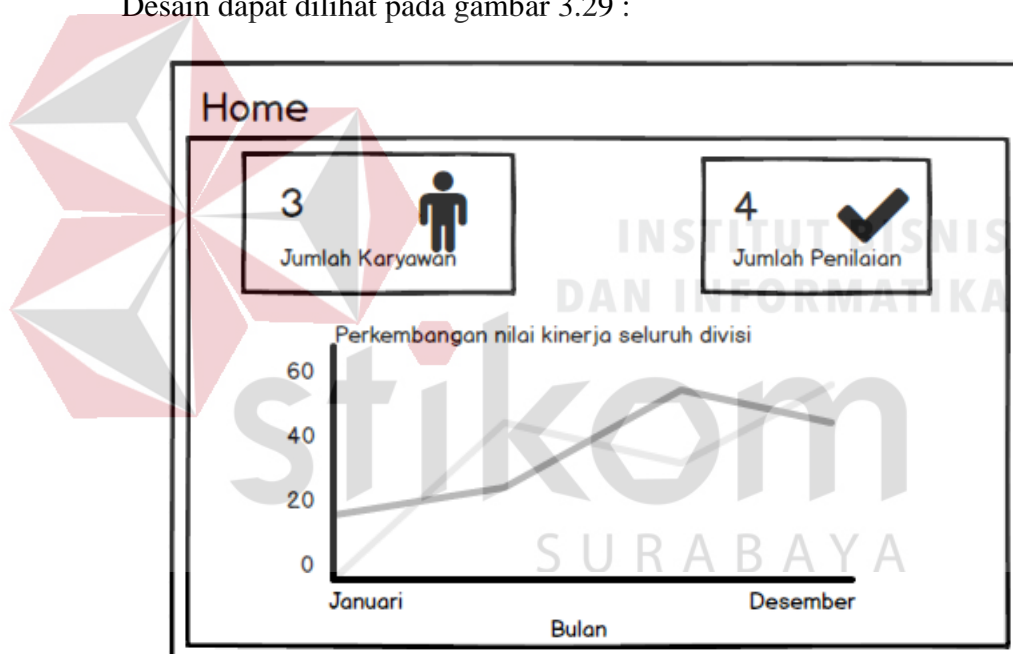 Desain dapat dilihat pada gambar 3.29 :
Home
3
Jumlah Karyawan
4
Jumlah Penilaian
INSTITUT BISNIS
DAN INFORMATIKA
Perkembangan nilai kinerja seluruh divisi
60
40
20
0
stikom
SURABAYA
Januari
Desember
Bulan